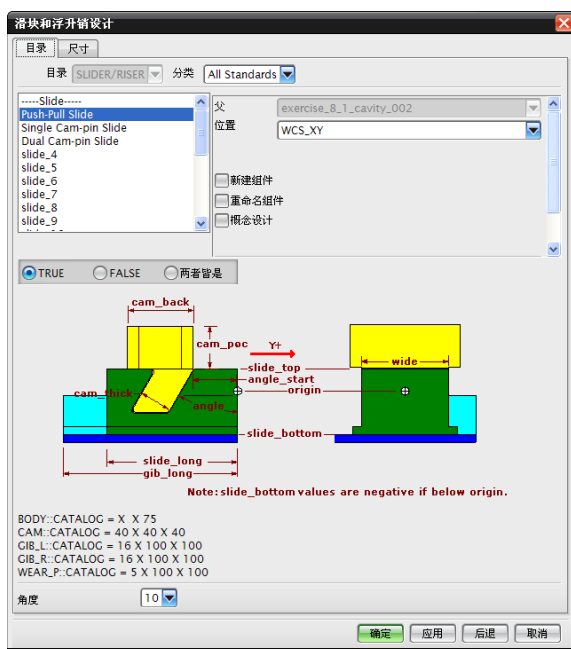 滑块和浮升销设计
目录 尺寸
目录 SLIDER/RISER 分类 All Standards
-----Slide-----
Push-Pull Slide
Single Cam-pin Slide
Dual Cam-pin Slide
slide_4
slide_5
slide_6
slide_7
slide_8
slide_9
父 exercise_8_1_cavity_002
位置 WCS_XY
新建组件
重命名组件
概念设计
TRUE FALSE 两者皆是
cam_back
cam_poc
Y+
slide_top
angle_start
origin
wide
cam_thick
angle
slide_bottom
slide_long
gib_long
Note:slide_bottom values are negative if below origin.
BODY::CATALOG = X X 75
CAM::CATALOG = 40 X 40 X 40
GIB_L::CATALOG = 16 X 100 X 100
GIB_R::CATALOG = 16 X 100 X 100
WEAR_P::CATALOG = 5 X 100 X 100
角度 10
确定 应用 后退 取消